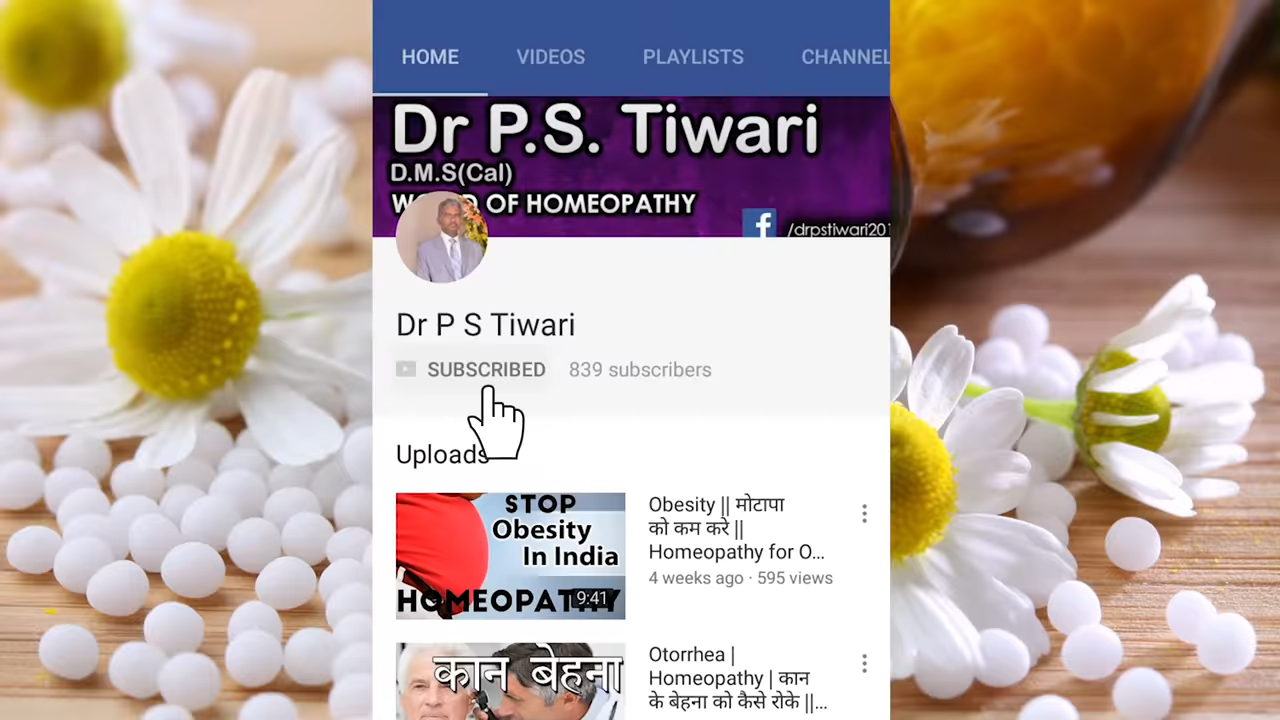 HOME VIDEOS PLAYLISTS CHANNEL
Dr P.S. Tiwari
D.M.S(Cal)
OF HOMEOPATHY
f /drpstiwari201
Dr P S Tiwari
SUBSCRIBED 839 subscribers
Uploads
STOP
Obesity
In India
HOMEOPATHY
9:41
Obesity || मोटापा
को कम करें ||
Homeopathy for O...
4 weeks ago · 595 views
कान बेहना
Otorrhea |
Homeopathy | कान
के बेहना को कैसे रोके ||...